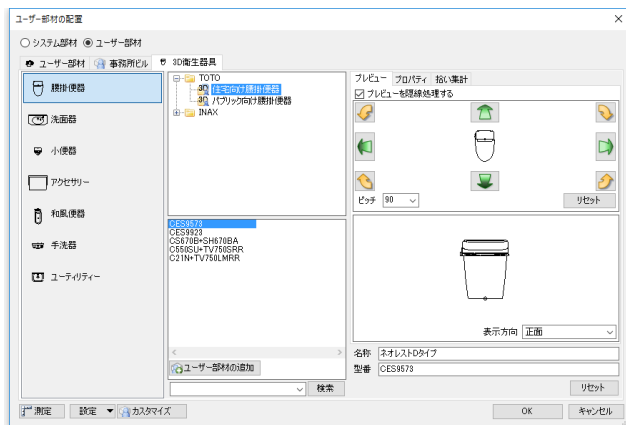 ユーザー部材の配置
システム部材 ユーザー部材
ユーザー部材 事務所ビル 3D衛生器具
腰掛便器
洗面器
小便器
アクセサリー
和風便器
手洗器
ユーティリティー
TOTO
住宅向け腰掛便器
パブリック向け腰掛便器
INAX
CES9573
CES9923
CS670B+SH670BA
C550SU+TV750SRR
C21N+TV750LMRR
ユーザー部材の追加
検索
プレビュー プロパティ 拾い集計
プレビューを隠線処理する
ピッチ 90 リセット
表示方向 正面
名称 ネオレストDタイプ
型番 CES9573
リセット
測定 設定 カスタマイズ OK キャンセル